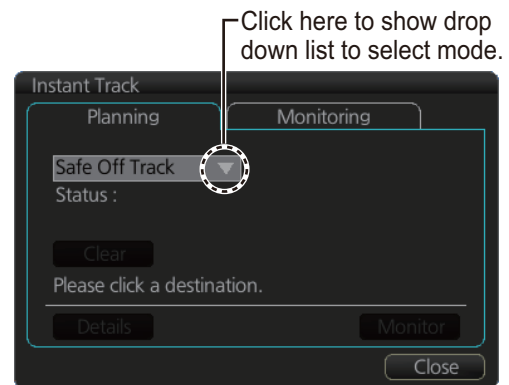 Click here to show drop
down list to select mode.
Instant Track
Planning
Monitoring
Safe Off Track
Status :
Clear
Please click a destination.
Details
Monitor
Close